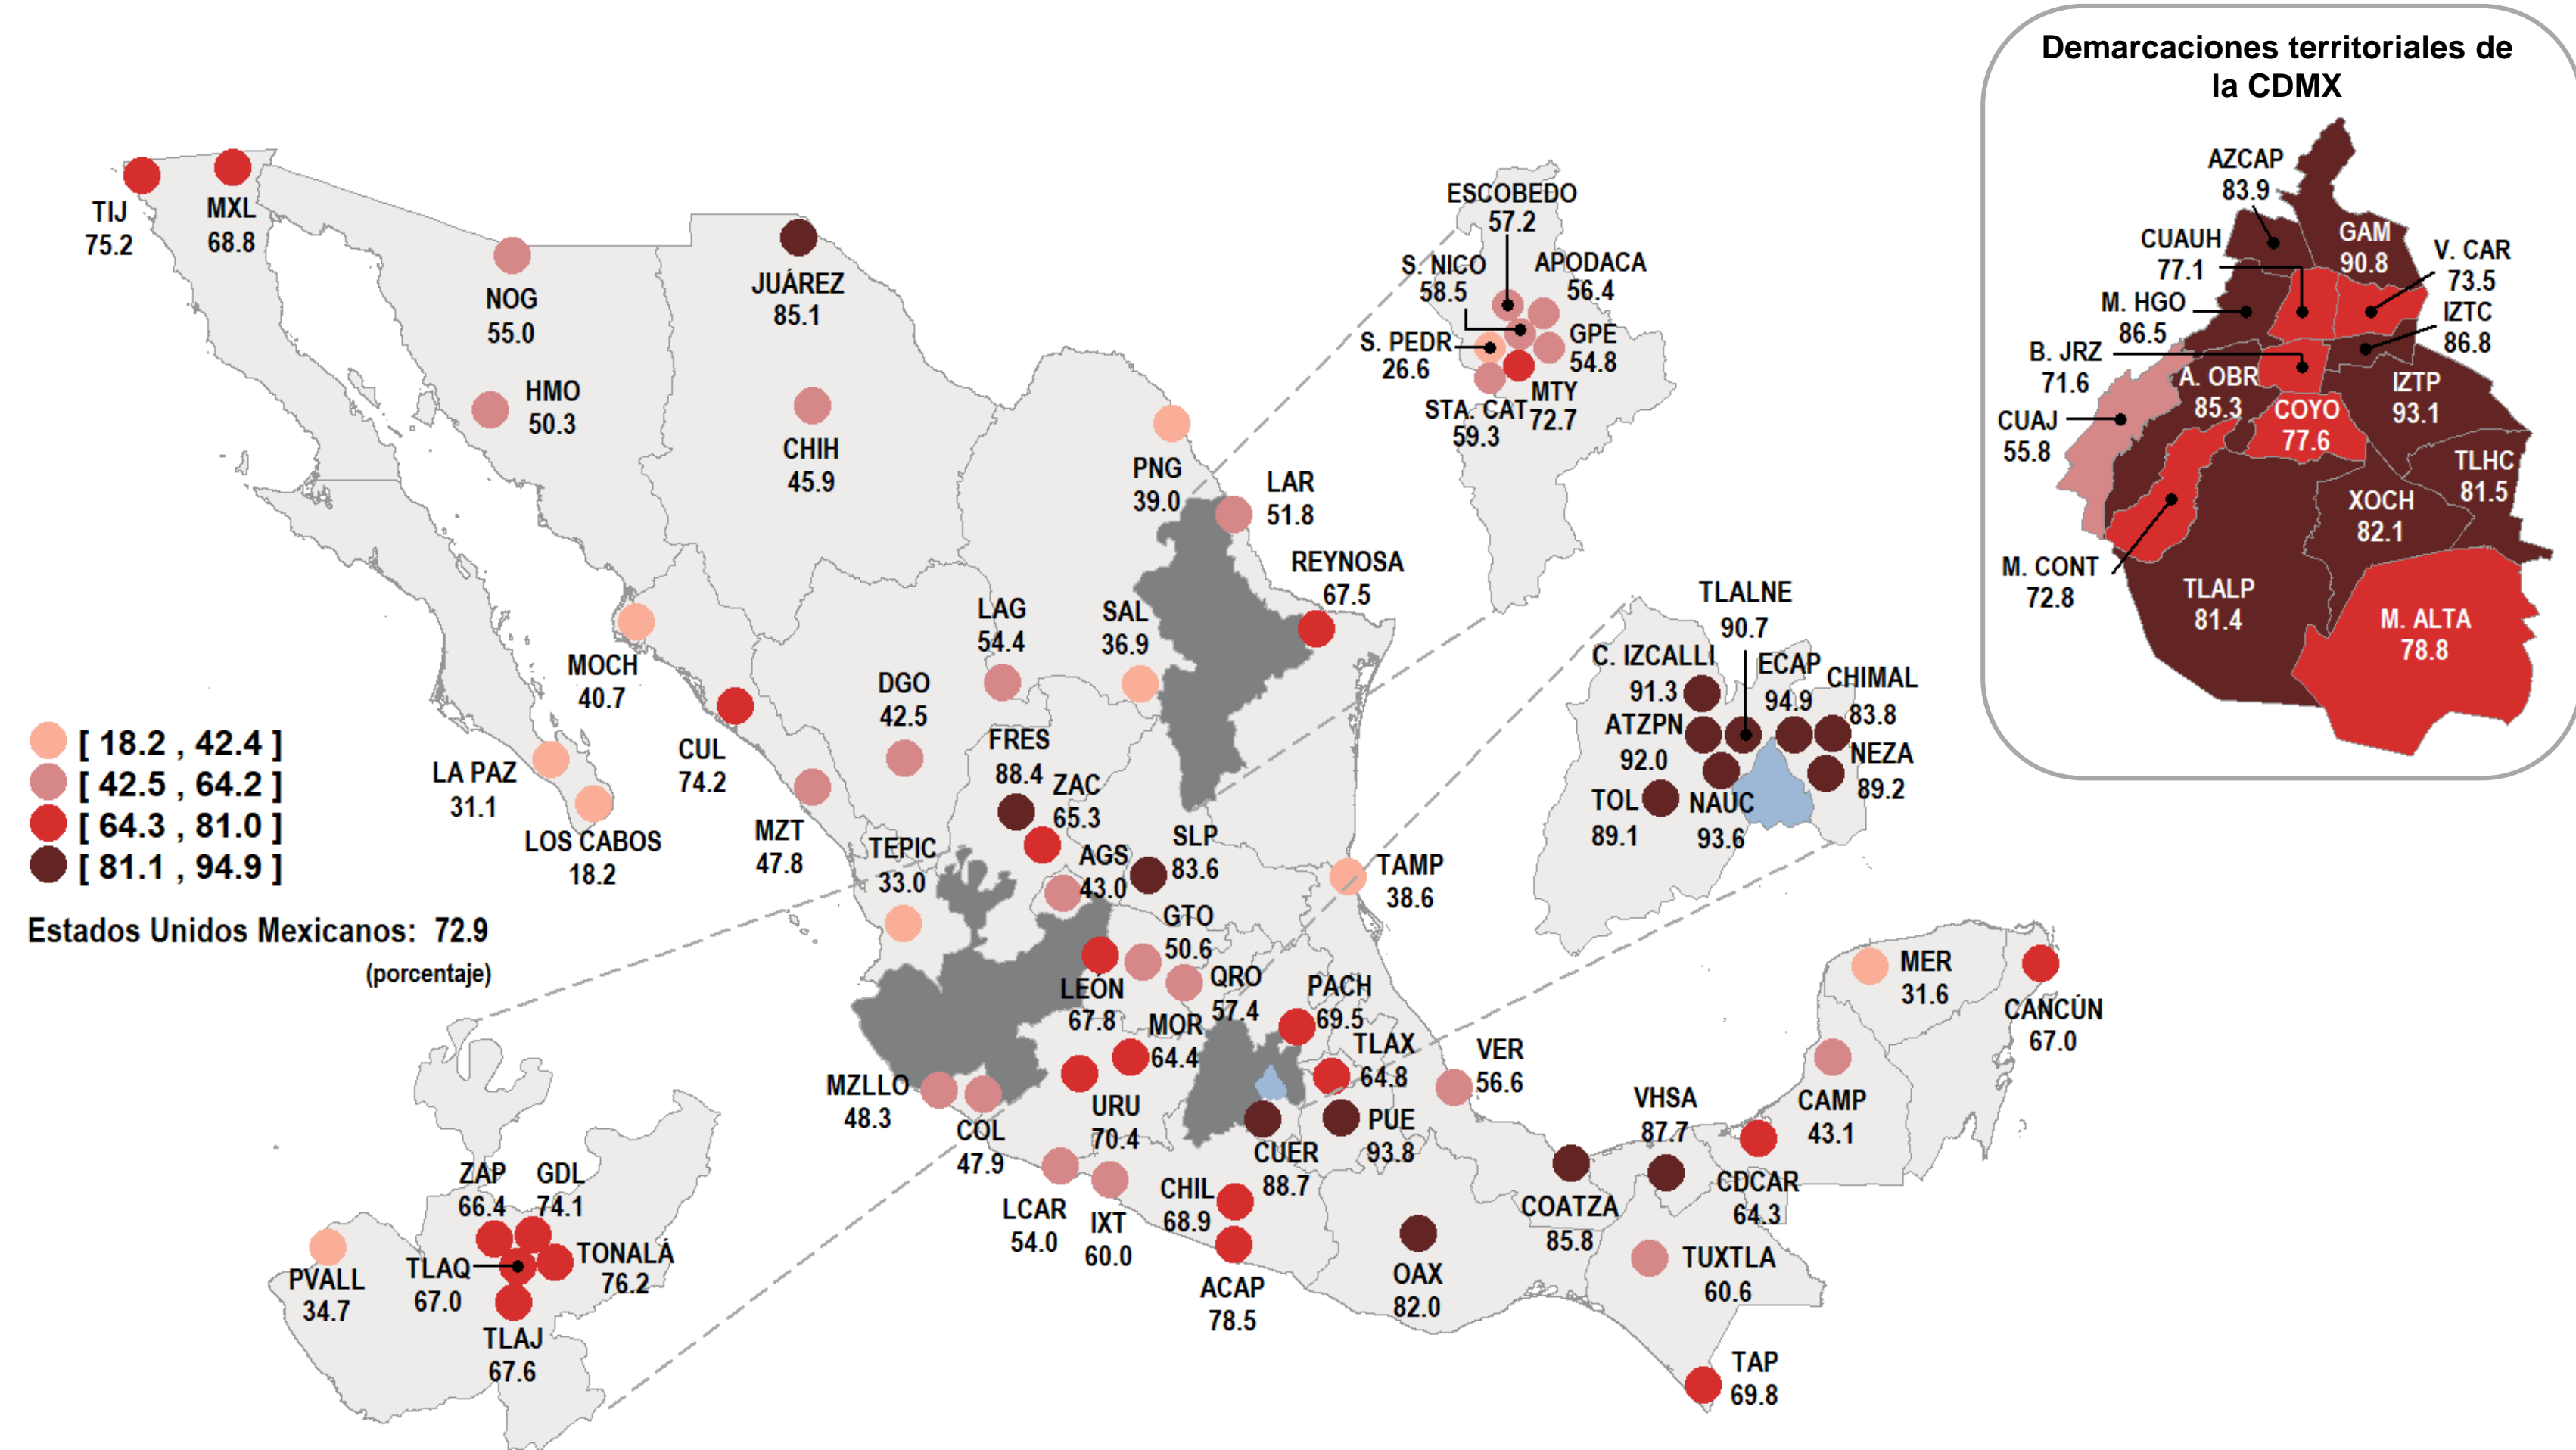 Demarcaciones territoriales de
la CDMX
AZCAP
83.9
GAM
90.8
CUAUH
77.1
V. CAR
73.5
M. HGO
86.5
IZTC
86.8
B. JRZ
71.6
A. OBR
85.3
IZTP
93.1
COYO
77.6
CUAJ
55.8
TLHC
81.5
XOCH
82.1
M. CONT
72.8
TLALP
81.4
M. ALTA
78.8
TIJ
75.2
MXL
68.8
NOG
55.0
HMO
50.3
JUÁREZ
85.1
CHIH
45.9
PNG
39.0
LAR
51.8
REYNOSA
67.5
ESCOBEDO
57.2
S. NICO
58.5
APODACA
56.4
S. PEDR
26.6
GPE
54.8
STA. CAT
59.3
MTY
72.7
MOCH
40.7
LAG
54.4
SAL
36.9
DGO
42.5
CUL
74.2
LA PAZ
31.1
LOS CABOS
18.2
MZT
47.8
FRES
88.4
ZAC
65.3
TEPIC
33.0
AGS
43.0
SLP
83.6
TAMP
38.6
[ 18.2 , 42.4 ]
[ 42.5 , 64.2 ]
[ 64.3 , 81.0 ]
[ 81.1 , 94.9 ]
Estados Unidos Mexicanos: 72.9
(porcentaje)
TLALNE
90.7
C. IZCALLI
91.3
ECAP
94.9
CHIMAL
83.8
ATZPN
92.0
NEZA
89.2
TOL
89.1
NAUC
93.6
GTO
50.6
LEÓN
67.8
QRO
57.4
PACH
69.5
MOR
64.4
TLAX
64.8
VER
56.6
MZLLO
48.3
COL
47.9
URU
70.4
CUER
88.7
PUE
93.8
LCAR
54.0
IXT
60.0
CHIL
68.9
ACAP
78.5
OAX
82.0
COATZA
85.8
VHSA
87.7
CDCAR
64.3
TUXTLA
60.6
TAP
69.8
MER
31.6
CANCÚN
67.0
CAMP
43.1
ZAP
66.4
GDL
74.1
PVALL
34.7
TLAQ
67.0
TONALÁ
76.2
TLAJ
67.6